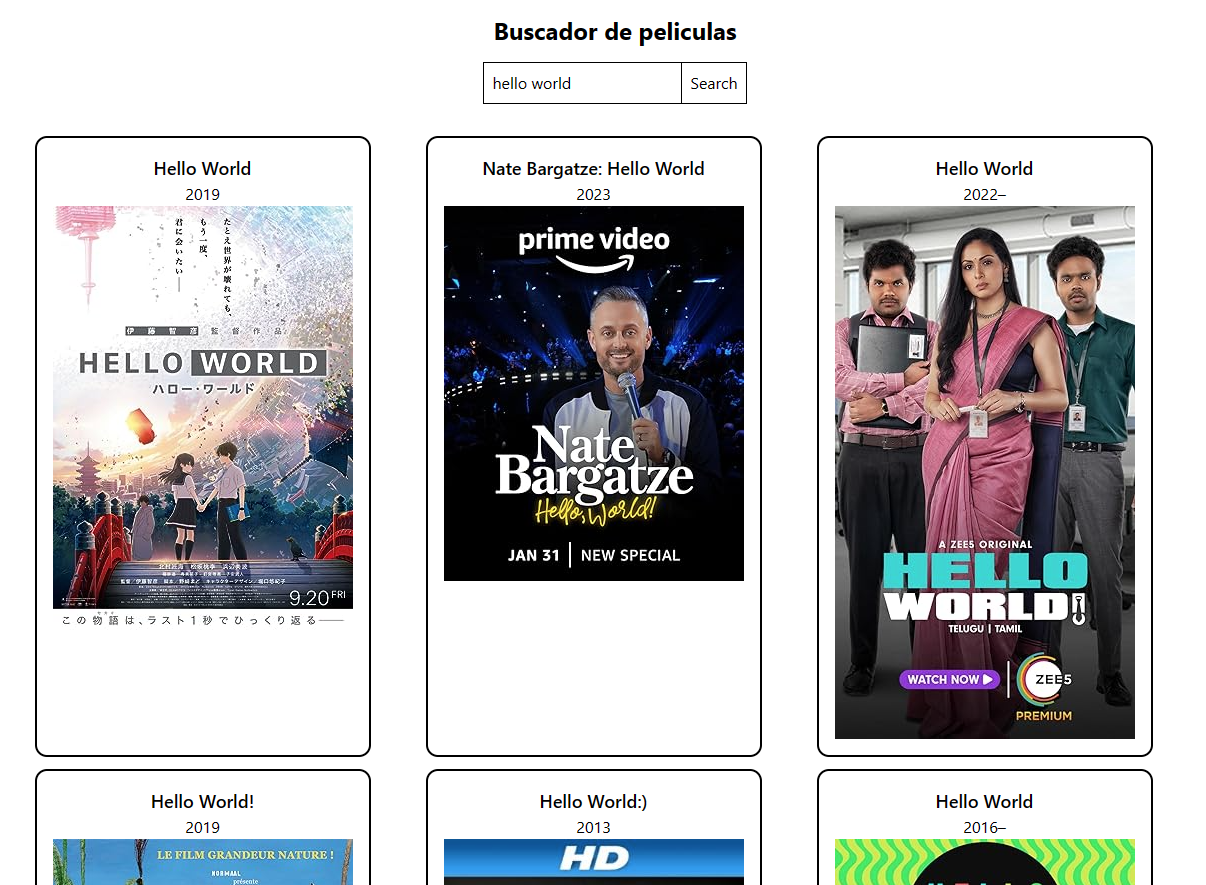 Buscador de peliculas
hello world
Search
Hello World
2019
たとえ世界が壊れても、
もう一度、
君に会いたい——
伊藤智彦 監督作品
HELLO WORLD
ハロー・ワールド
9.20 FRI
この物語は、ラスト1秒でひっくり返る——
Nate Bargatze: Hello World
2023
prime video
Nate
Bargatze
Hello, World!
JAN 31 | NEW SPECIAL
Hello World
2022–
A ZEE5 ORIGINAL
HELLO
WORLD!
TELUGU | TAMIL
WATCH NOW
ZEE5
PREMIUM
Hello World!
2019
LE FILM GRANDEUR NATURE !
NORMAAL
présente
Hello World:)
2013
HD
Hello World
2016–